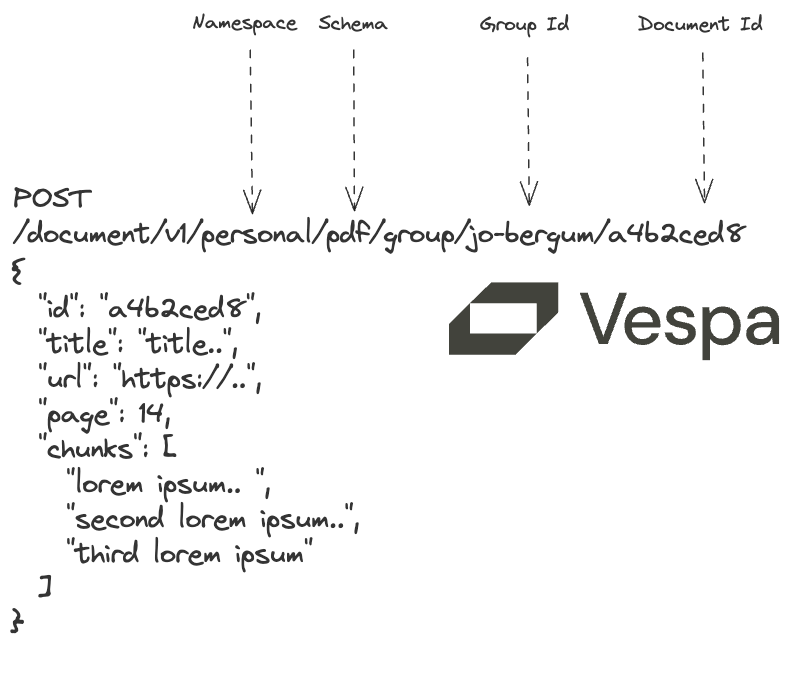 Namespace Schema Group Id Document Id
POST
/document/v1/personal/pdf/group/jo-bergum/a4b2ced8
{
"id": "a4b2ced8",
"title": "title..",
"url": "https://..",
"page": 14,
"chunks": [
"lorem ipsum.. ",
"second lorem ipsum..",
"third lorem ipsum"
]
}
Vespa